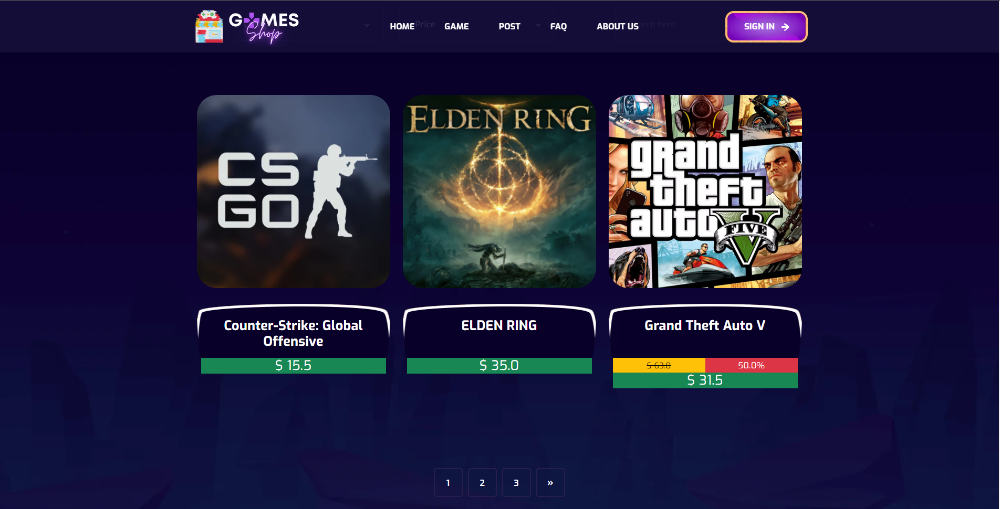 GAMES
Shop
Price
HOME
GAME
POST
FAQ
ABOUT US
Search here
SIGN IN
CS
GO
ELDEN RING
grand
theft
auto
V
FIVE
Counter-Strike: Global
Offensive
$ 15.5
ELDEN RING
$ 35.0
Grand Theft Auto V
$ 63.0
50.0%
$ 31.5
1
2
3
»